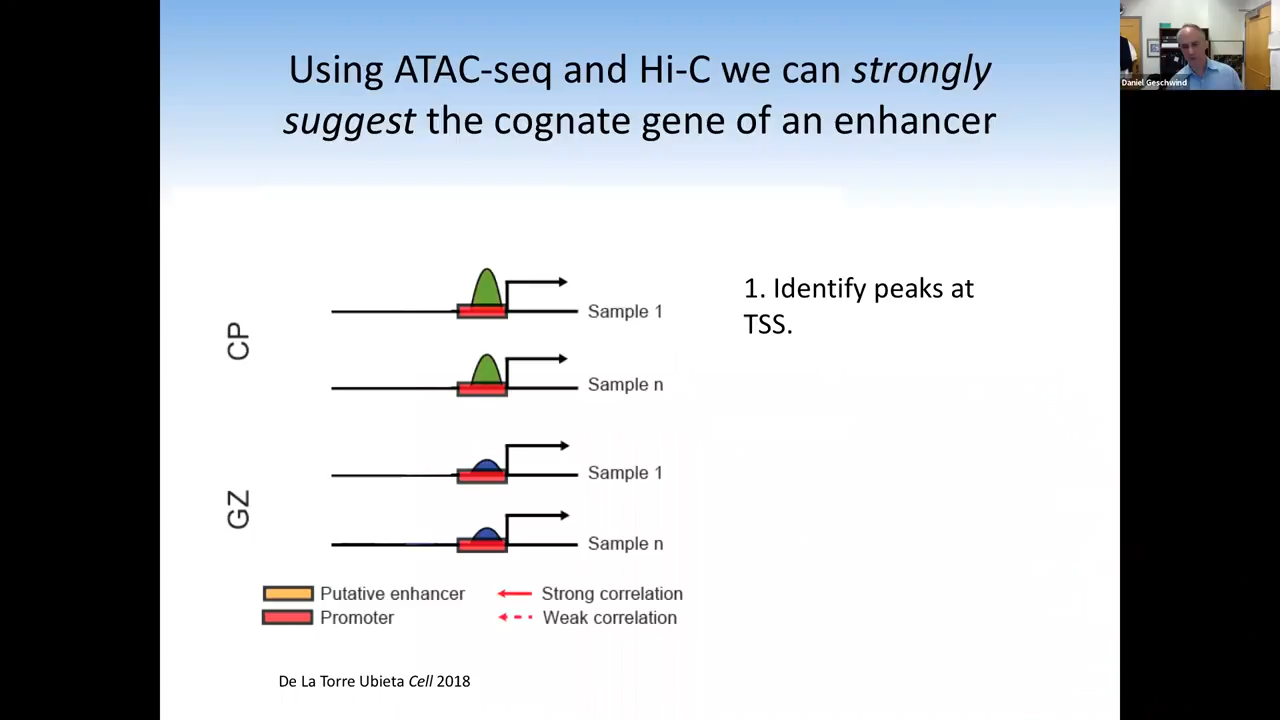 Using ATAC-seq and Hi-C we can strongly
suggest the cognate gene of an enhancer
Daniel Geschwind
1. Identify peaks at
TSS.
CP
Sample 1
Sample n
GZ
Sample 1
Sample n
Putative enhancer
Strong correlation
Promoter
Weak correlation
De La Torre Ubieta Cell 2018